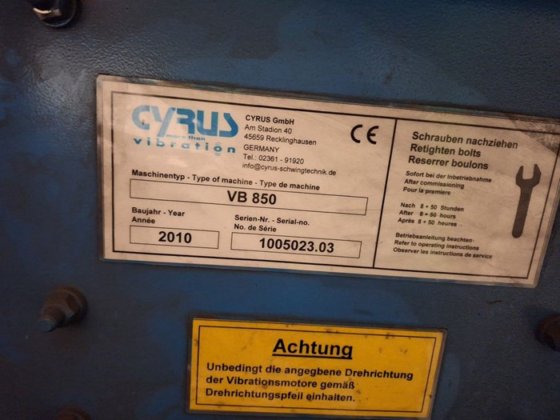 CYRUS
vibration
CYRUS GmbH
Am Stadion 40
45659 Recklinghausen
GERMANY
Tel.: 02361 - 91920
info@cyrus-schwingtechnik.de
CE
Maschinentyp - Type of machine - Type de machine
VB 850
Baujahr - Year
Année
2010
Serien-Nr. - Serial-no.
No. de Série
1005023.03
Schrauben nachziehen
Retighten bolts
Reserrer boulons
Sofort bei der Inbetriebnahme
After commissioning
Pour la premiere
Nach 8 + 50 Stunden
After 8 + 50 hours
Après 8 + 50 heures
Betriebsanleitung beachten
Refer to operating instructions
Observer les instructions de service
Achtung
Unbedingt die angegbene Drehrichtung
der Vibrationsmotore gemäß
Drehrichtungspfeil einhalten.